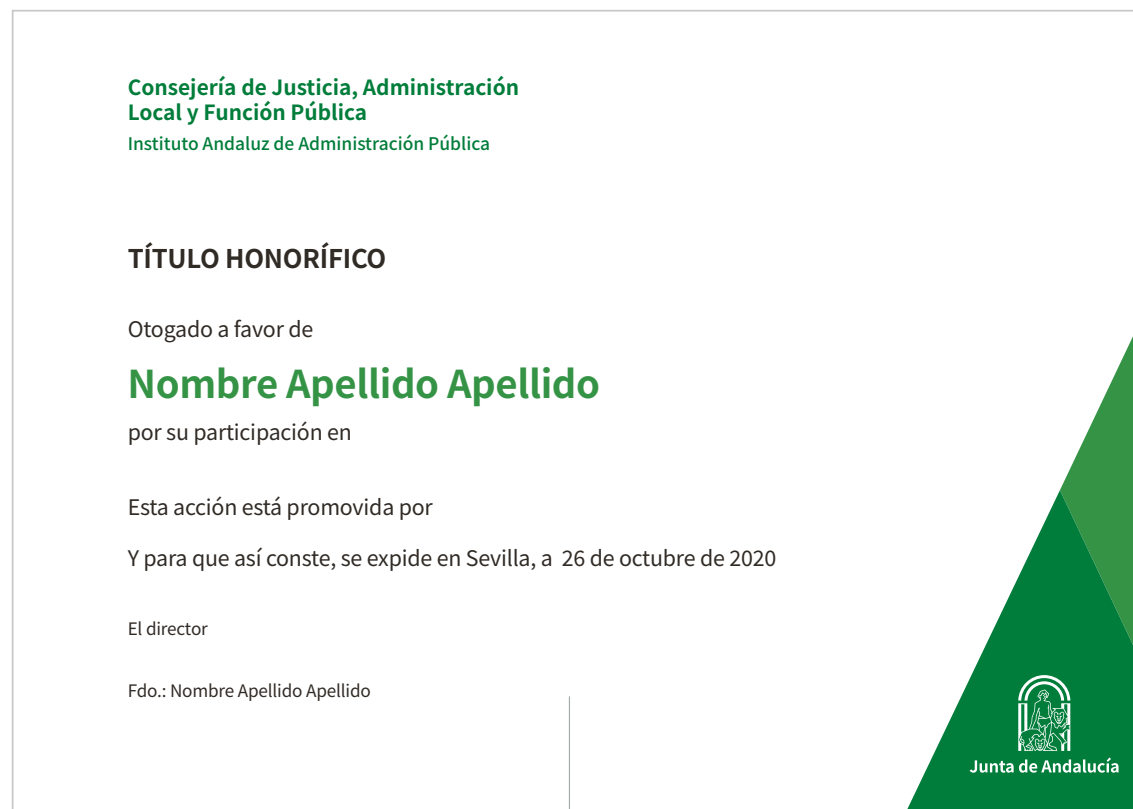 Consejería de Justicia, Administración
Local y Función Pública
Instituto Andaluz de Administración Pública
TÍTULO HONORÍFICO
Otogado a favor de
Nombre Apellido Apellido
por su participación en
Esta acción está promovida por
Y para que así conste, se expide en Sevilla, a 26 de octubre de 2020
El director
Fdo.: Nombre Apellido Apellido
Junta de Andalucía